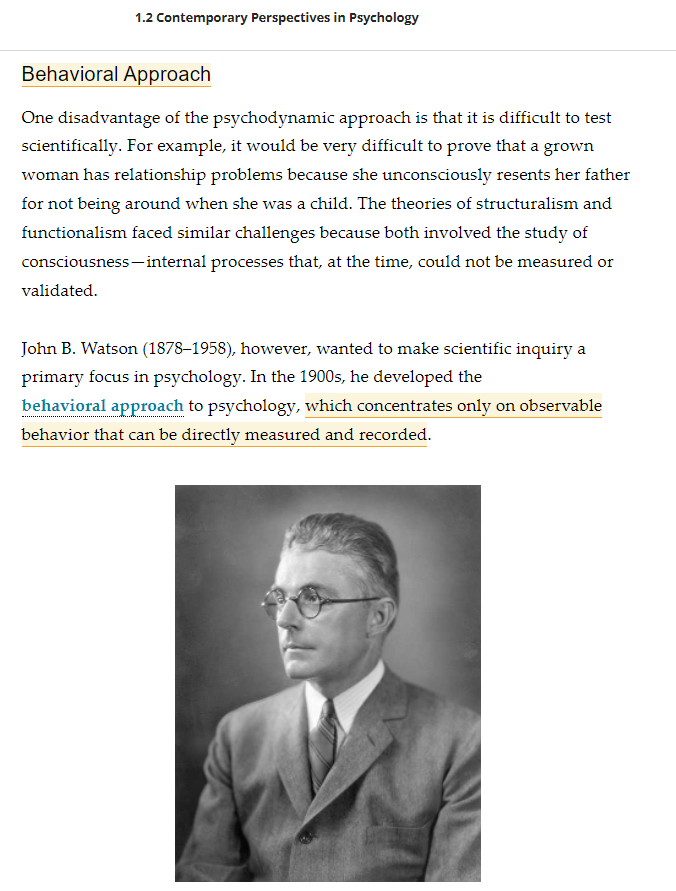 1.2 Contemporary Perspectives in Psychology
Behavioral Approach
One disadvantage of the psychodynamic approach is that it is difficult to test
scientifically. For example, it would be very difficult to prove that a grown
woman has relationship problems because she unconsciously resents her father
for not being around when she was a child. The theories of structuralism and
functionalism faced similar challenges because both involved the study of
consciousness—internal processes that, at the time, could not be measured or
validated.
John B. Watson (1878–1958), however, wanted to make scientific inquiry a
primary focus in psychology. In the 1900s, he developed the
behavioral approach to psychology, which concentrates only on observable
behavior that can be directly measured and recorded.